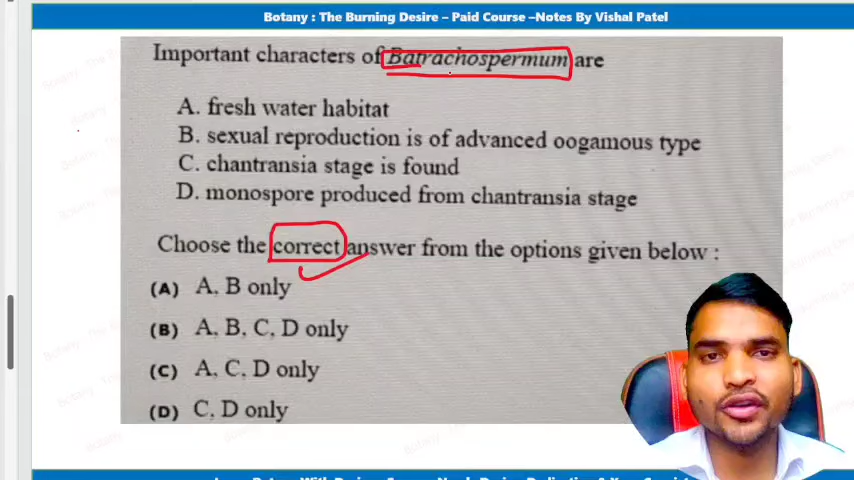 Botany : The Burning Desire – Paid Course –Notes By Vishal Patel
Important characters of Batrachospermum are
A. fresh water habitat
B. sexual reproduction is of advanced oogamous type
C. chantransia stage is found
D. monospore produced from chantransia stage
Choose the correct answer from the options given below :
(A) A, B only
(B) A, B, C, D only
(C) A, C, D only
(D) C, D only